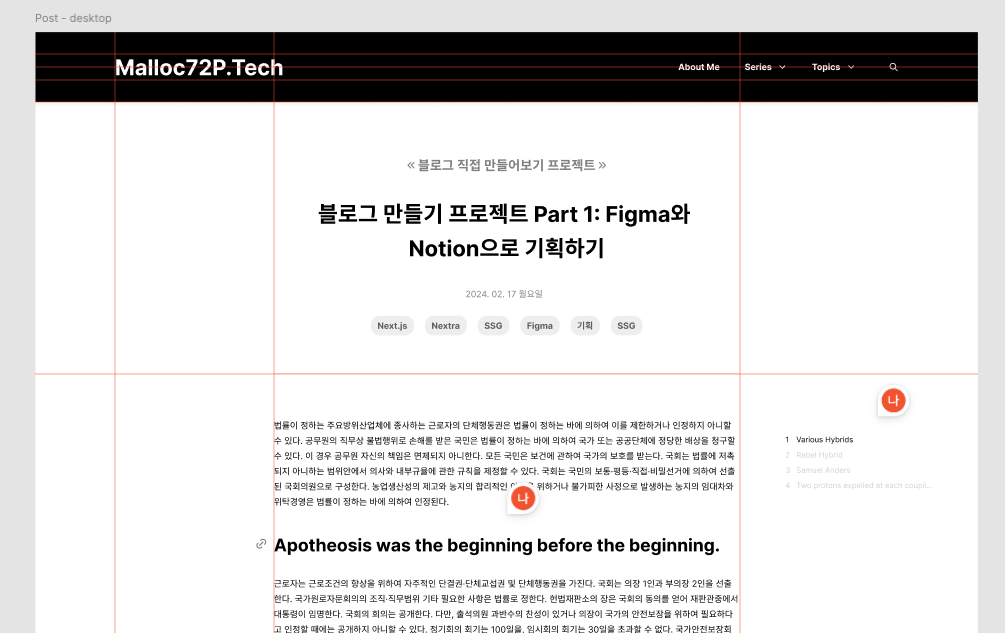 Post - desktop
Malloc72P.Tech
About Me Series Topics
« 블로그 직접 만들어보기 프로젝트 »
블로그 만들기 프로젝트 Part 1: Figma와
Notion으로 기획하기
2024. 02. 17 월요일
Next.js Nextra SSG Figma 기획 SSG
나
법률이 정하는 주요방위산업체에 종사하는 근로자의 단체행동권은 법률이 정하는 바에 의하여 이를 제한하거나 인정하지 아니할
수 있다. 공무원의 직무상 불법행위로 손해를 받은 국민은 법률이 정하는 바에 의하여 국가 또는 공공단체에 정당한 배상을 청구할
수 있다. 이 경우 공무원 자신의 책임은 면제되지 아니한다. 모든 국민은 보건에 관하여 국가의 보호를 받는다. 국회는 법률에 저촉
되지 아니하는 범위안에서 의사와 내부규율에 관한 규칙을 제정할 수 있다. 국회는 국민의 보통·평등·직접·비밀선거에 의하여 선출
된 국회의원으로 구성한다. 농업생산성의 제고와 농지의 합리적인 위하거나 불가피한 사정으로 발생하는 농지의 임대차와
위탁경영은 법률이 정하는 바에 의하여 인정된다.
1 Various Hybrids
2 Rebel Hybrid
3 Samuel Anders
4 Two protons expelled at each coupli...
나
Apotheosis was the beginning before the beginning.
근로자는 근로조건의 향상을 위하여 자주적인 단결권·단체교섭권 및 단체행동권을 가진다. 국회는 의장 1인과 부의장 2인을 선출
한다. 국가원로자문회의의 조직·직무범위 기타 필요한 사항은 법률로 정한다. 헌법재판소의 장은 국회의 동의를 얻어 재판관중에서
대통령이 임명한다. 국회의 회의는 공개한다. 다만, 출석의원 과반수의 찬성이 있거나 의장이 국가의 안전보장을 위하여 필요하다
고 인정할 때에는 공개하지 아니할 수 있다. 정기회의 회기는 100일을, 임시회의 회기는 30일을 초과할 수 없다. 국가안전보장회